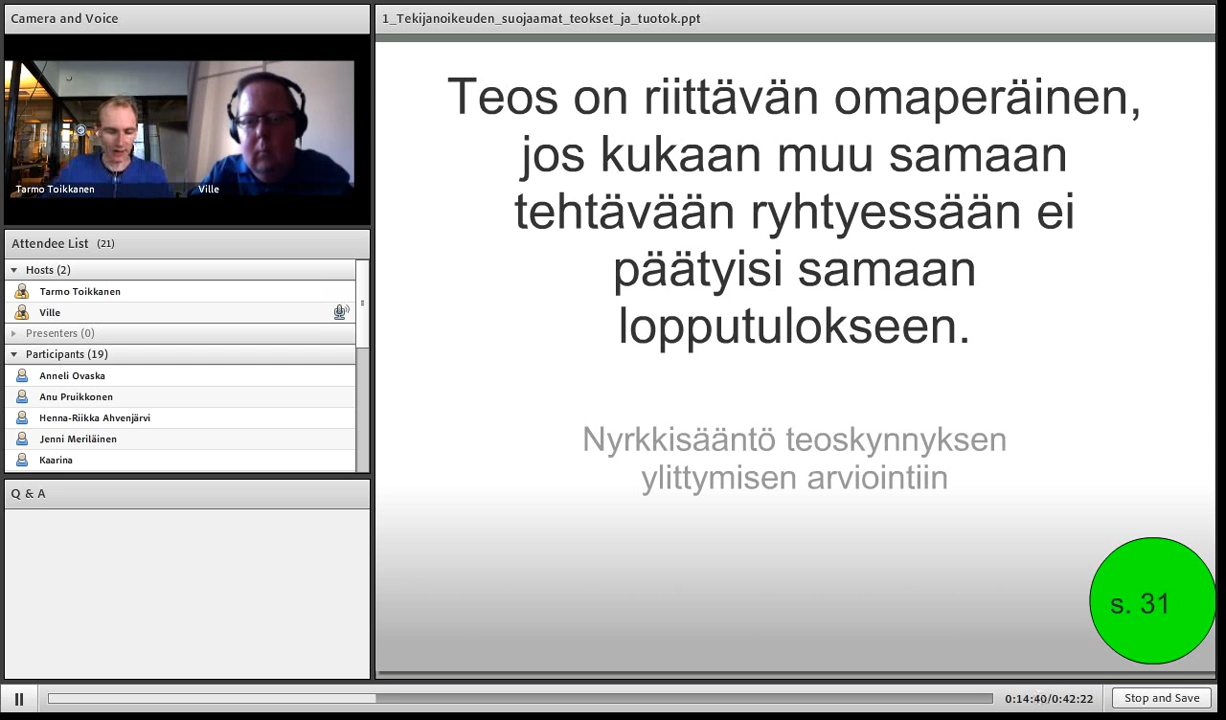 Camera and Voice
Tarmo Toikkanen
Ville
Attendee List (21)
Hosts (2)
Tarmo Toikkanen
Ville
Presenters (0)
Participants (19)
Anneli Ovaska
Anu Pruikkonen
Henna-Riikka Ahvenjärvi
Jenni Meriläinen
Kaarina
Q & A
1_Tekijanoikeuden_suojaamat_teokset_ja_tuotok.ppt
Teos on riittävän omaperäinen,
jos kukaan muu samaan
tehtävään ryhtyessään ei
päätyisi samaan
lopputulokseen.
Nyrkkisääntö teoskynnyksen
ylittymisen arviointiin
s. 31
0:14:40/0:42:22
Stop and Save